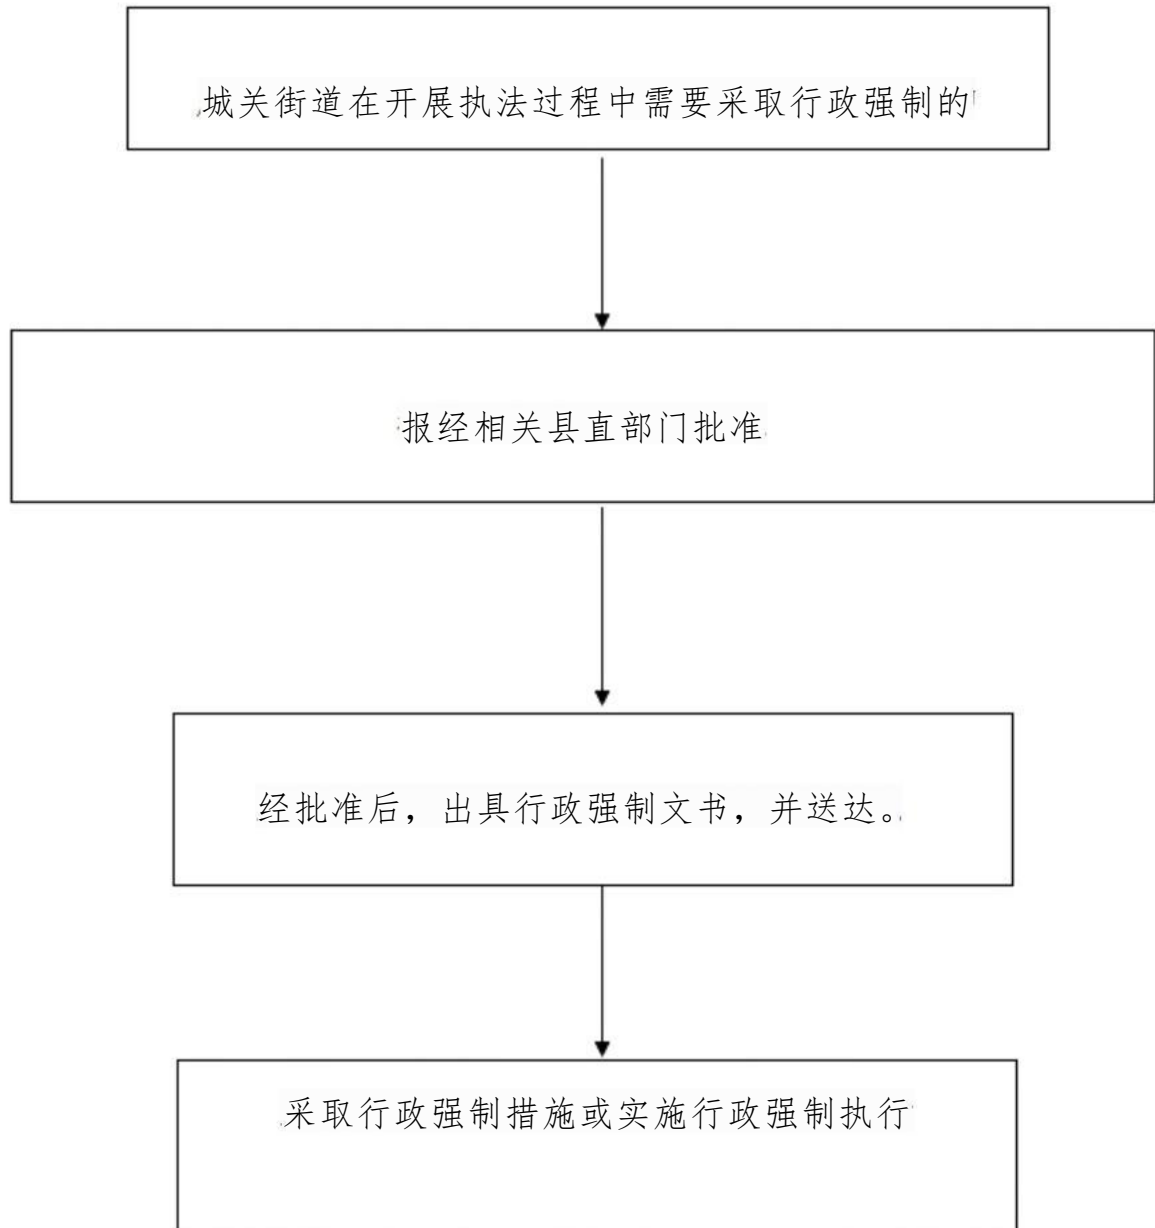 城关街道在开展执法过程中需要采取行政强制的
报经相关县直部门批准
经批准后，出具行政强制文书，并送达。
采取行政强制措施或实施行政强制执行